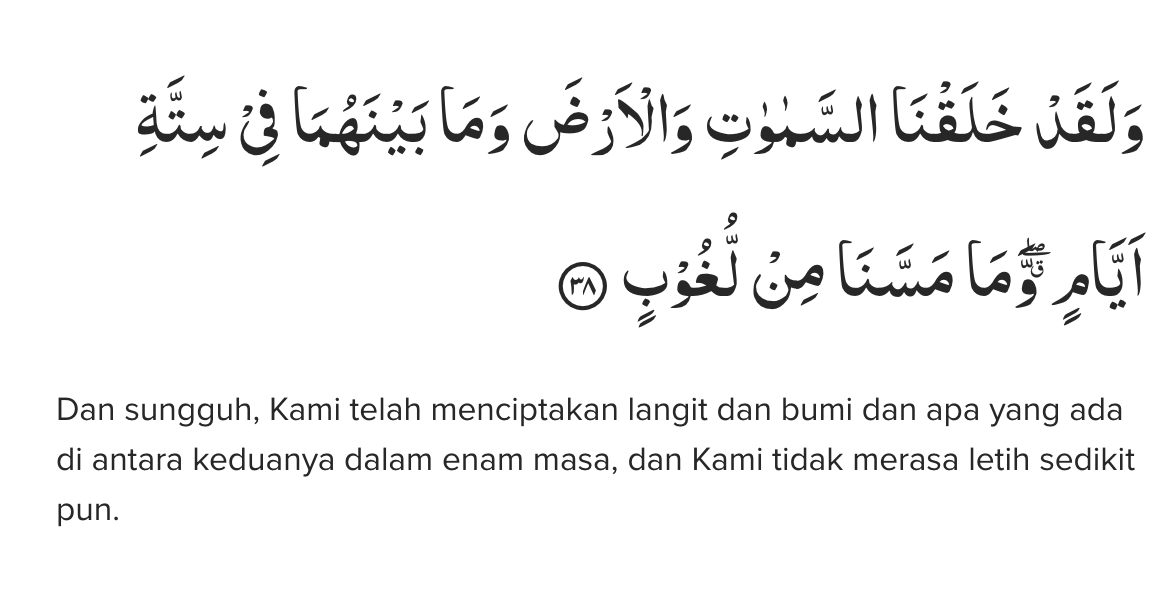 وَلَقَدْ خَلَقْنَا السَّمٰوٰتِ وَالْاَرْضَ وَمَا بَيْنَهُمَا فِيْ سِتَّةِ
اَيَّامٍۖ وَّمَا مَسَّنَا مِنْ لُّغُوْبٍ ٣٨
Dan sungguh, Kami telah menciptakan langit dan bumi dan apa yang ada
di antara keduanya dalam enam masa, dan Kami tidak merasa letih sedikit
pun.